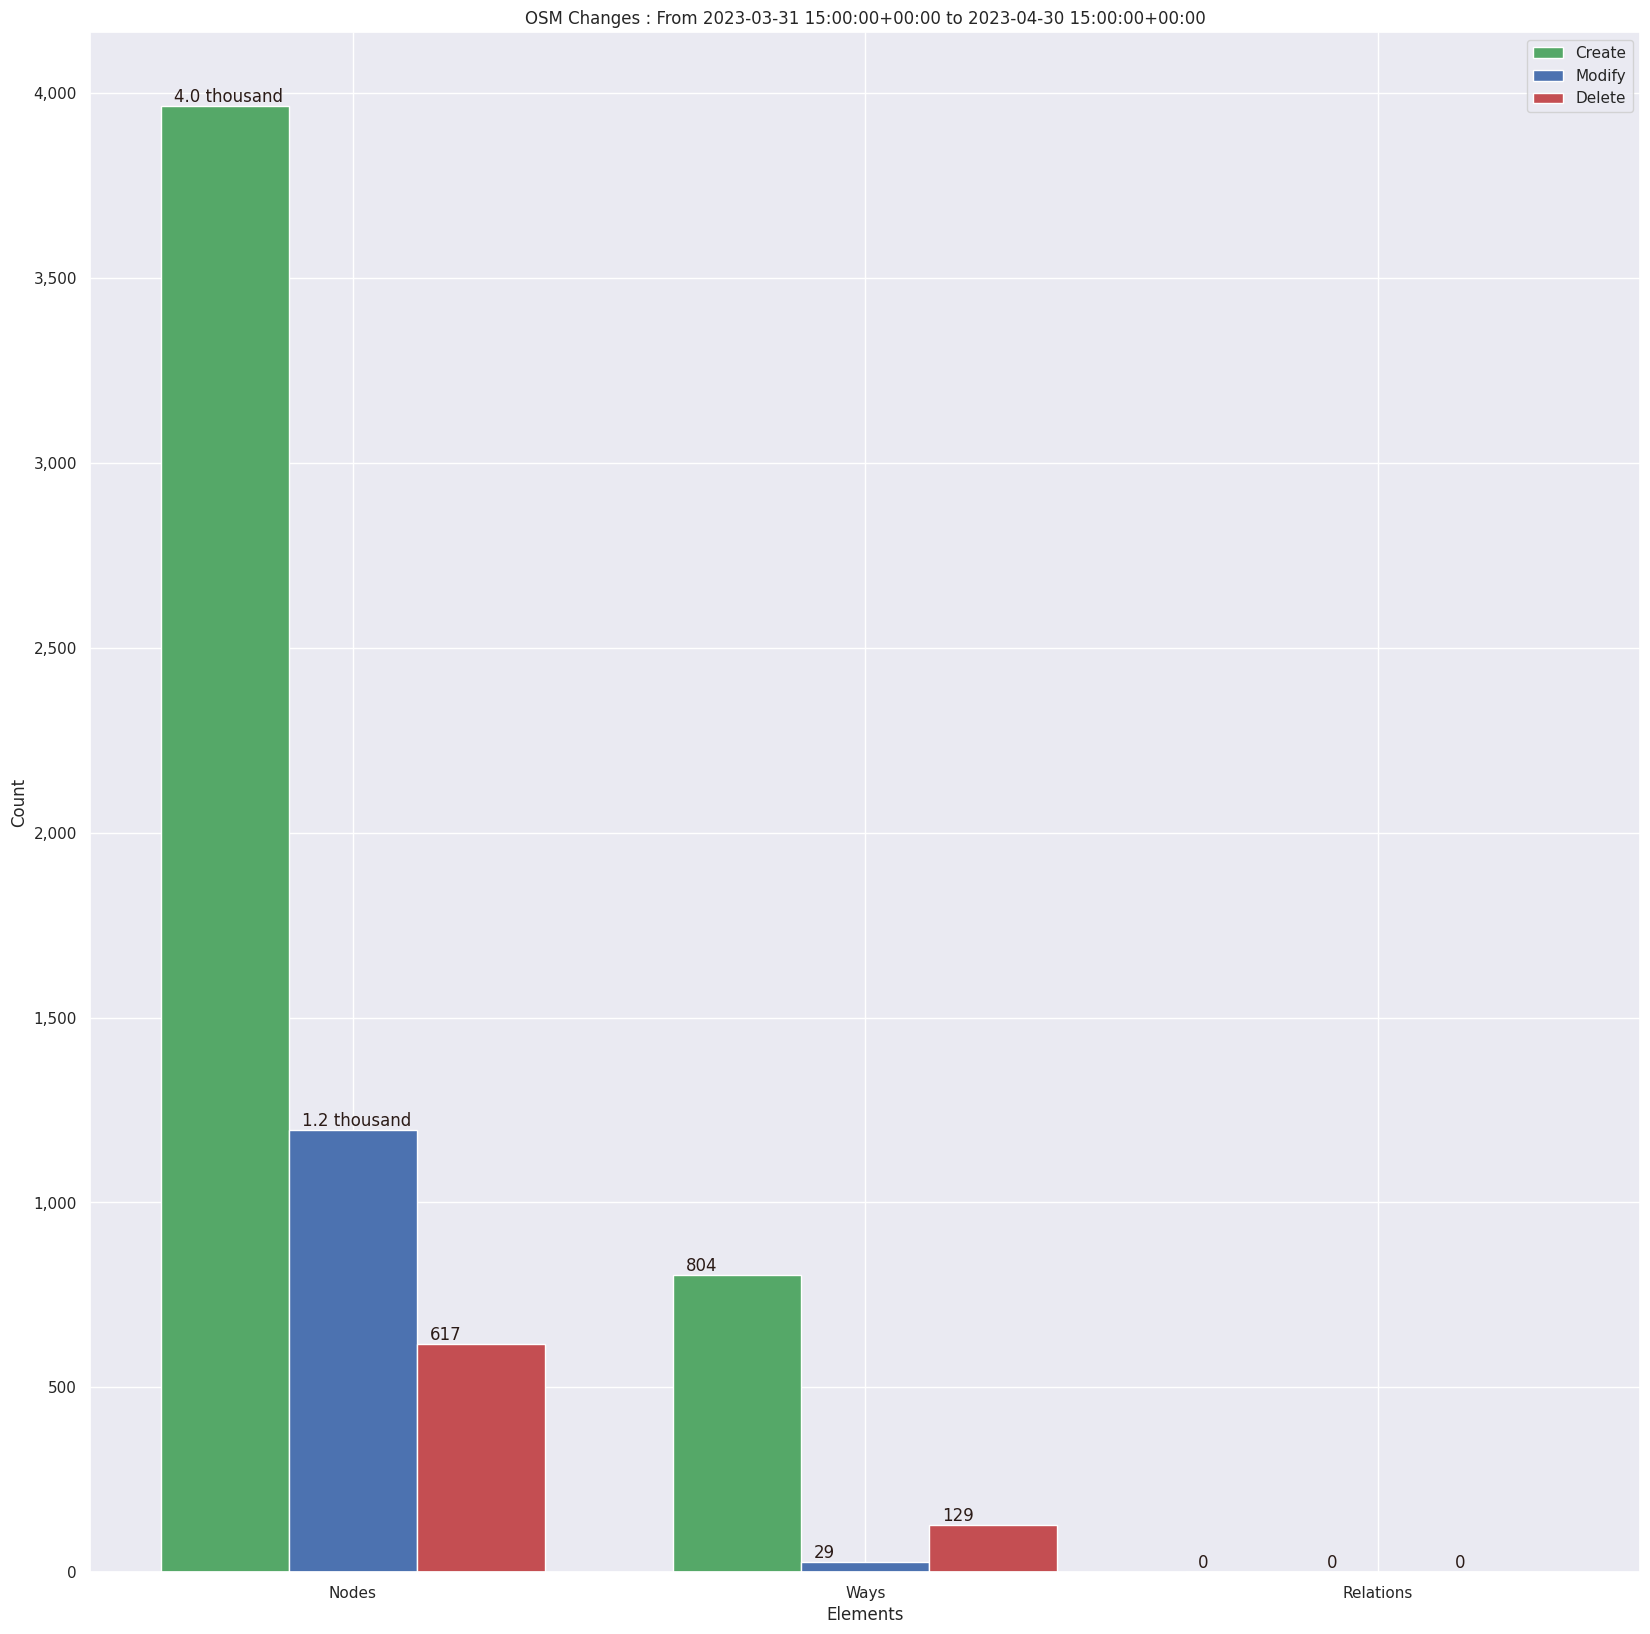 OSM Changes : From 2023-03-31 15:00:00+00:00 to 2023-04-30 15:00:00+00:00
Create
Modify
Delete
4,000
3,500
3,000
2,500
2,000
1,500
1,000
500
0
Count
4.0 thousand
1.2 thousand
617
804
29
129
0
0
0
Nodes
Ways
Relations
Elements